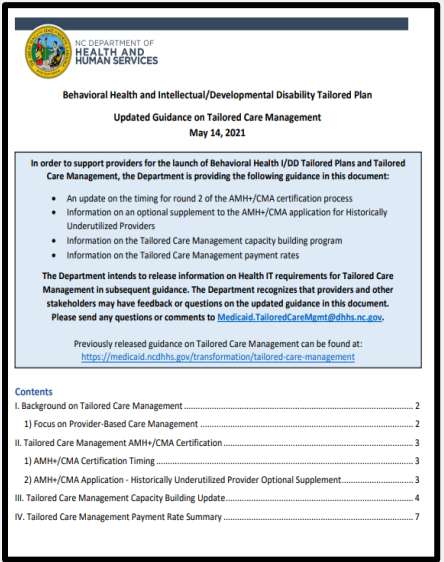 NC DEPARTMENT OF
HEALTH AND
HUMAN SERVICES
Behavioral Health and Intellectual/Developmental Disability Tailored Plan
Updated Guidance on Tailored Care Management
May 14, 2021
In order to support providers for the launch of Behavioral Health I/DD Tailored Plans and Tailored
Care Management, the Department is providing the following guidance in this document:
• An update on the timing for round 2 of the AMH+/CMA certification process
• Information on an optional supplement to the AMH+/CMA application for Historically
Underutilized Providers
• Information on the Tailored Care Management capacity building program
• Information on the Tailored Care Management payment rates
The Department intends to release information on Health IT requirements for Tailored Care
Management in subsequent guidance. The Department recognizes that providers and other
stakeholders may have feedback or questions on the updated guidance in this document.
Please send any questions or comments to Medicaid.TailoredCareMgmt@dhhs.nc.gov.
Previously released guidance on Tailored Care Management can be found at:
https://medicaid.ncdhhs.gov/transformation/tailored-care-management
Contents
I. Background on Tailored Care Management ........ 2
1) Focus on Provider-Based Care Management ........ 2
II. Tailored Care Management AMH+/CMA Certification ........ 3
1) AMH+/CMA Certification Timing ........ 3
2) AMH+/CMA Application - Historically Underutilized Provider Optional Supplement ........ 3
III. Tailored Care Management Capacity Building Update ........ 4
IV. Tailored Care Management Payment Rate Summary ........ 7